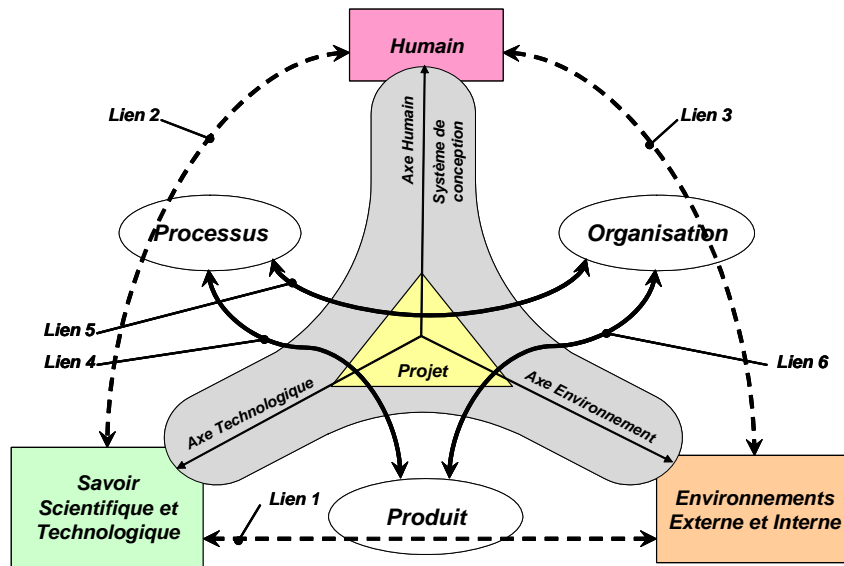 Humain
Lien 2
Lien 3
Axe Humain
Système de
conception
Processus
Organisation
Lien 5
Lien 4
Lien 6
Projet
Axe Technologique
Axe Environnement
Savoir
Scientifique et
Technologique
Lien 1
Produit
Environnements
Externe et Interne